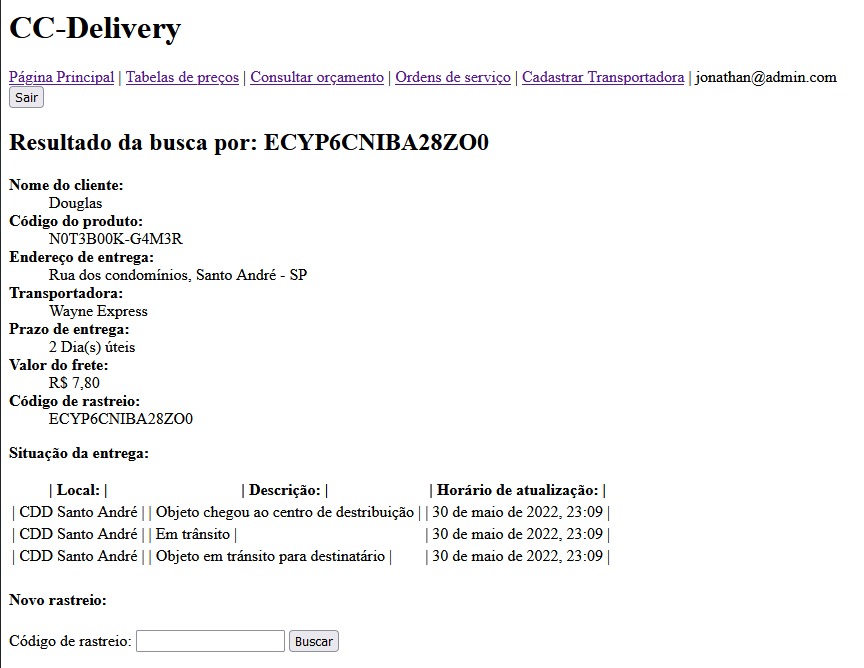 CC-Delivery
Página Principal | Tabelas de preços | Consultar orçamento | Ordens de serviço | Cadastrar Transportadora | jonathan@admin.com
Sair
Resultado da busca por: ECYP6CNIBA28ZO0
Nome do cliente:
Douglas
Código do produto:
N0T3B00K-G4M3R
Endereço de entrega:
Rua dos condomínios, Santo André - SP
Transportadora:
Wayne Express
Prazo de entrega:
2 Dia(s) úteis
Valor do frete:
R$ 7,80
Código de rastreio:
ECYP6CNIBA28ZO0
Situação da entrega:
| Local: | | Descrição: | | Horário de atualização: |
| CDD Santo André | | Objeto chegou ao centro de destribuição | | 30 de maio de 2022, 23:09 |
| CDD Santo André | | Em trânsito | | 30 de maio de 2022, 23:09 |
| CDD Santo André | | Objeto em tránsito para destinatário | | 30 de maio de 2022, 23:09 |
Novo rastreio:
Código de rastreio: Buscar